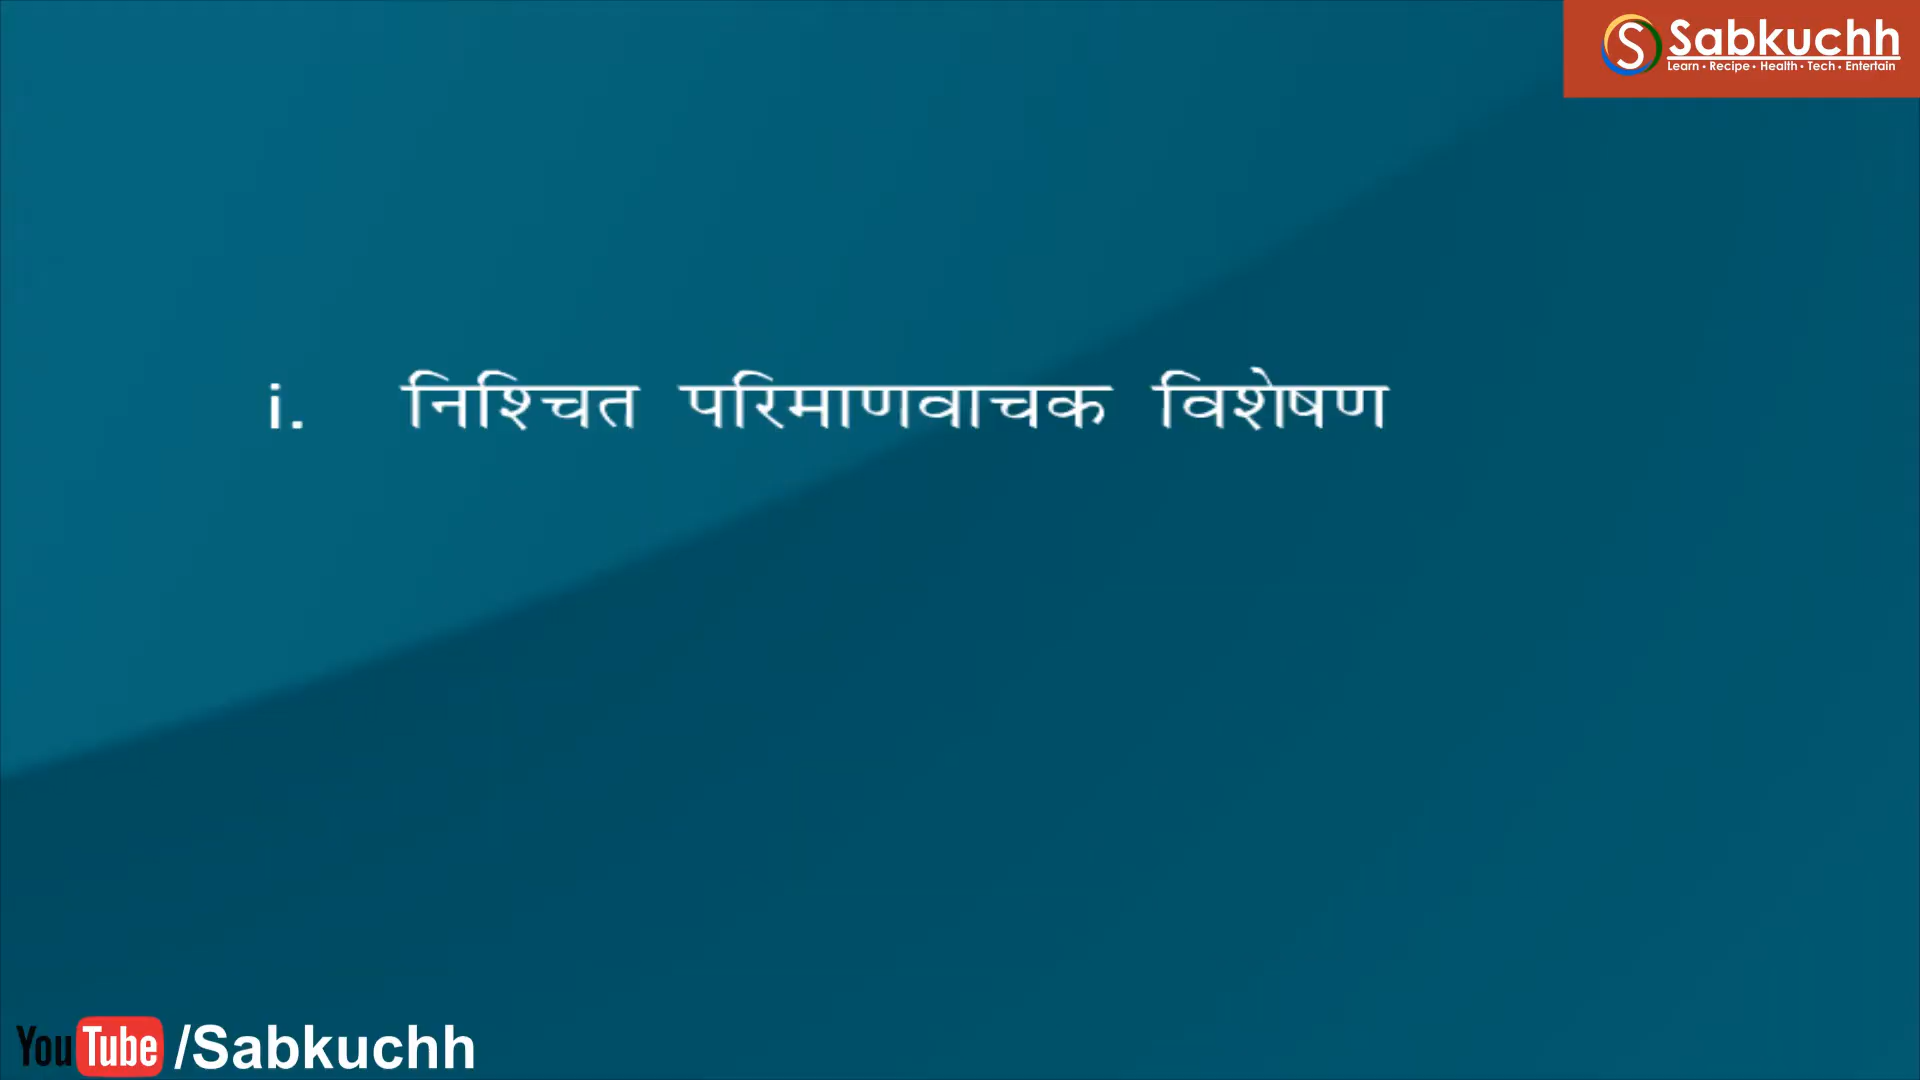 S Sabkuchh
Learn • Recipe • Health • Tech • Entertain
i. निश्चित परिमाणवाचक विशेषण
YouTube /Sabkuchh